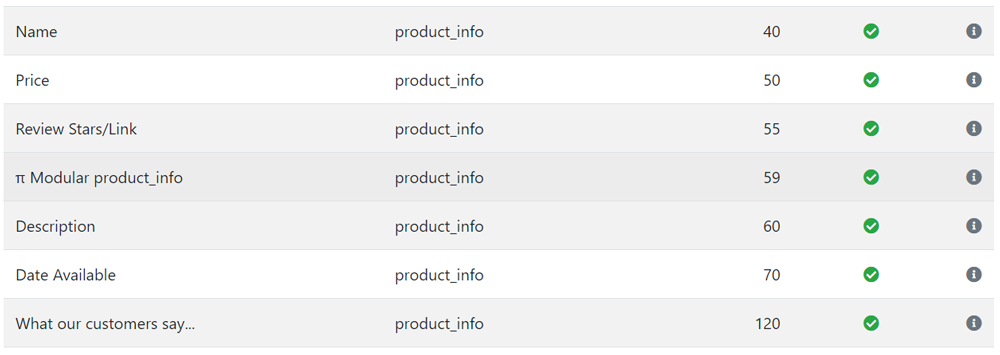 Name product_info 40
Price product_info 50
Review Stars/Link product_info 55
π Modular product_info product_info 59
Description product_info 60
Date Available product_info 70
What our customers say... product_info 120